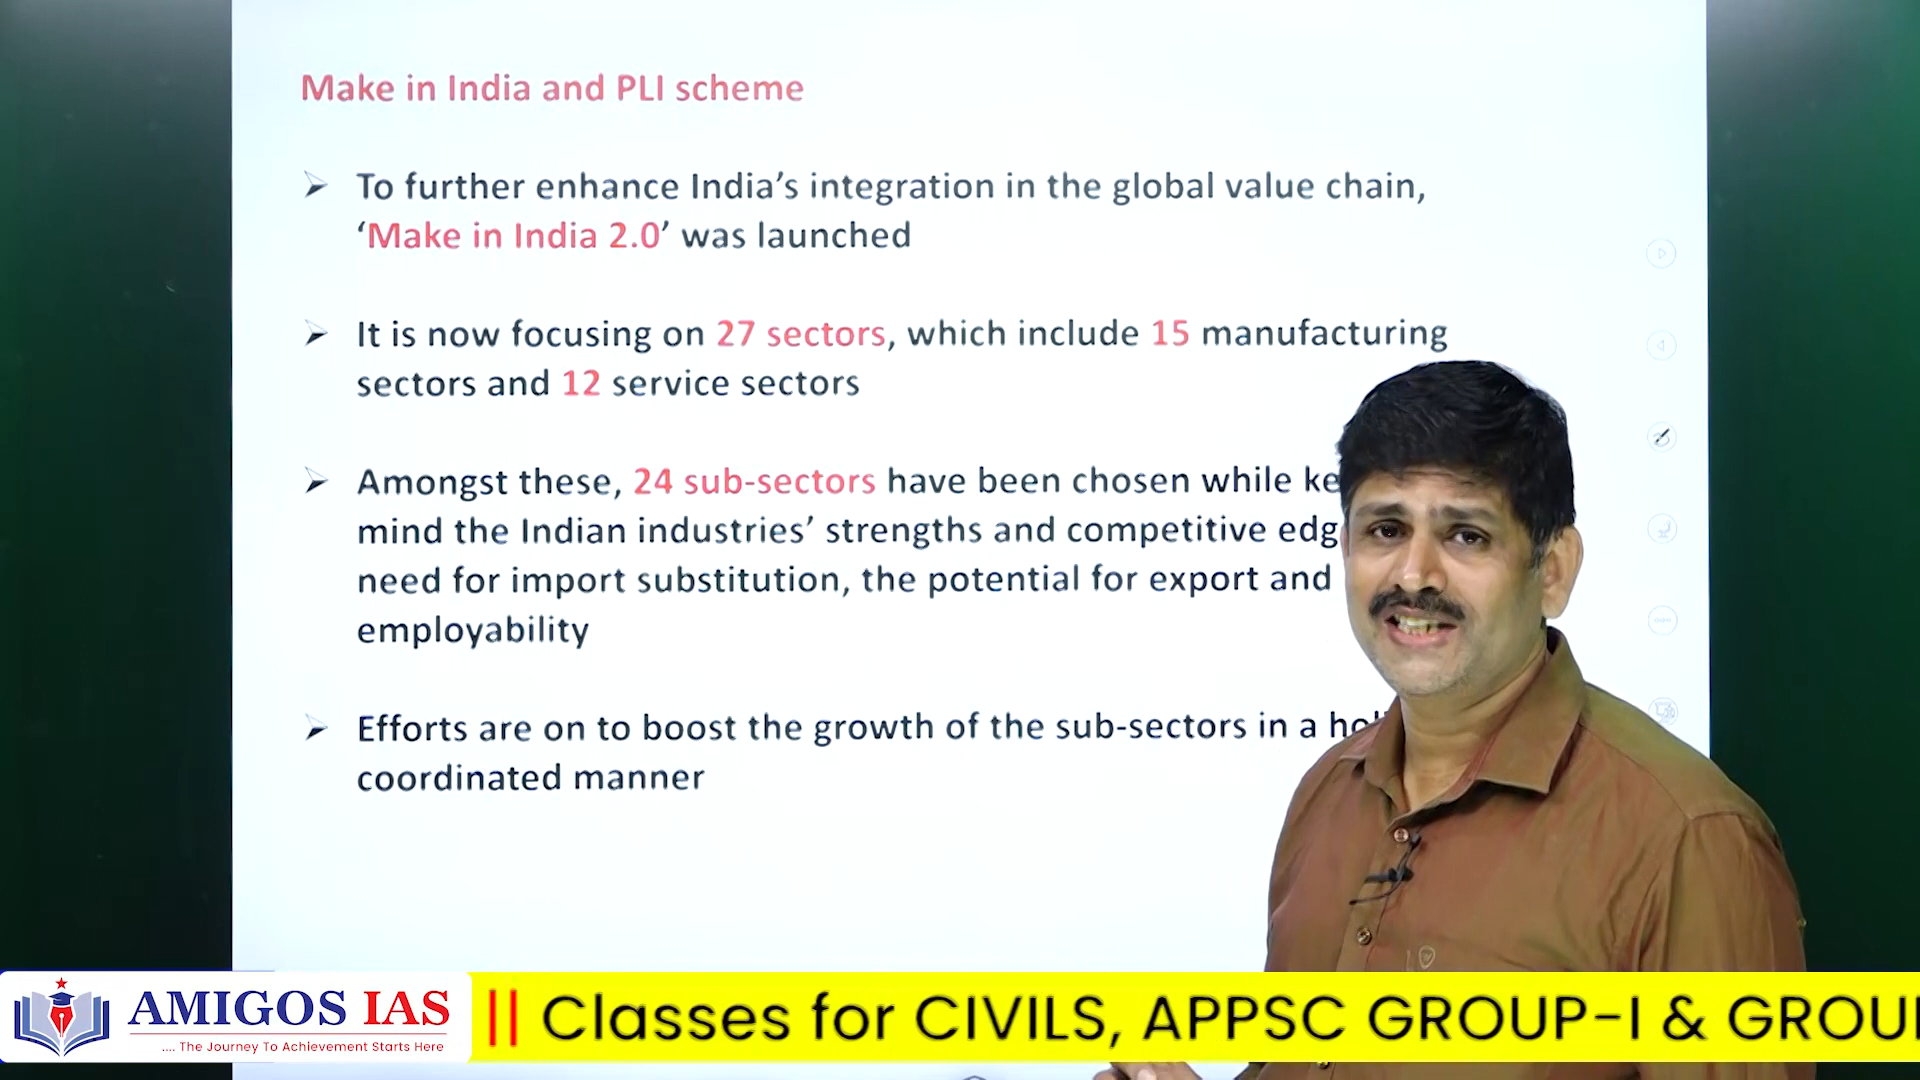 Make in India and PLI scheme
To further enhance India’s integration in the global value chain,
‘Make in India 2.0’ was launched
It is now focusing on 27 sectors, which include 15 manufacturing
sectors and 12 service sectors
Amongst these, 24 sub-sectors have been chosen while
mind the Indian industries’ strengths and competitive
need for import substitution, the potential for export and
employability
Efforts are on to boost the growth of the sub-sectors in a
coordinated manner
AMIGOS IAS
.... The Journey To Achievement Starts Here
|| Classes for CIVILS, APPSC GROUP-I &